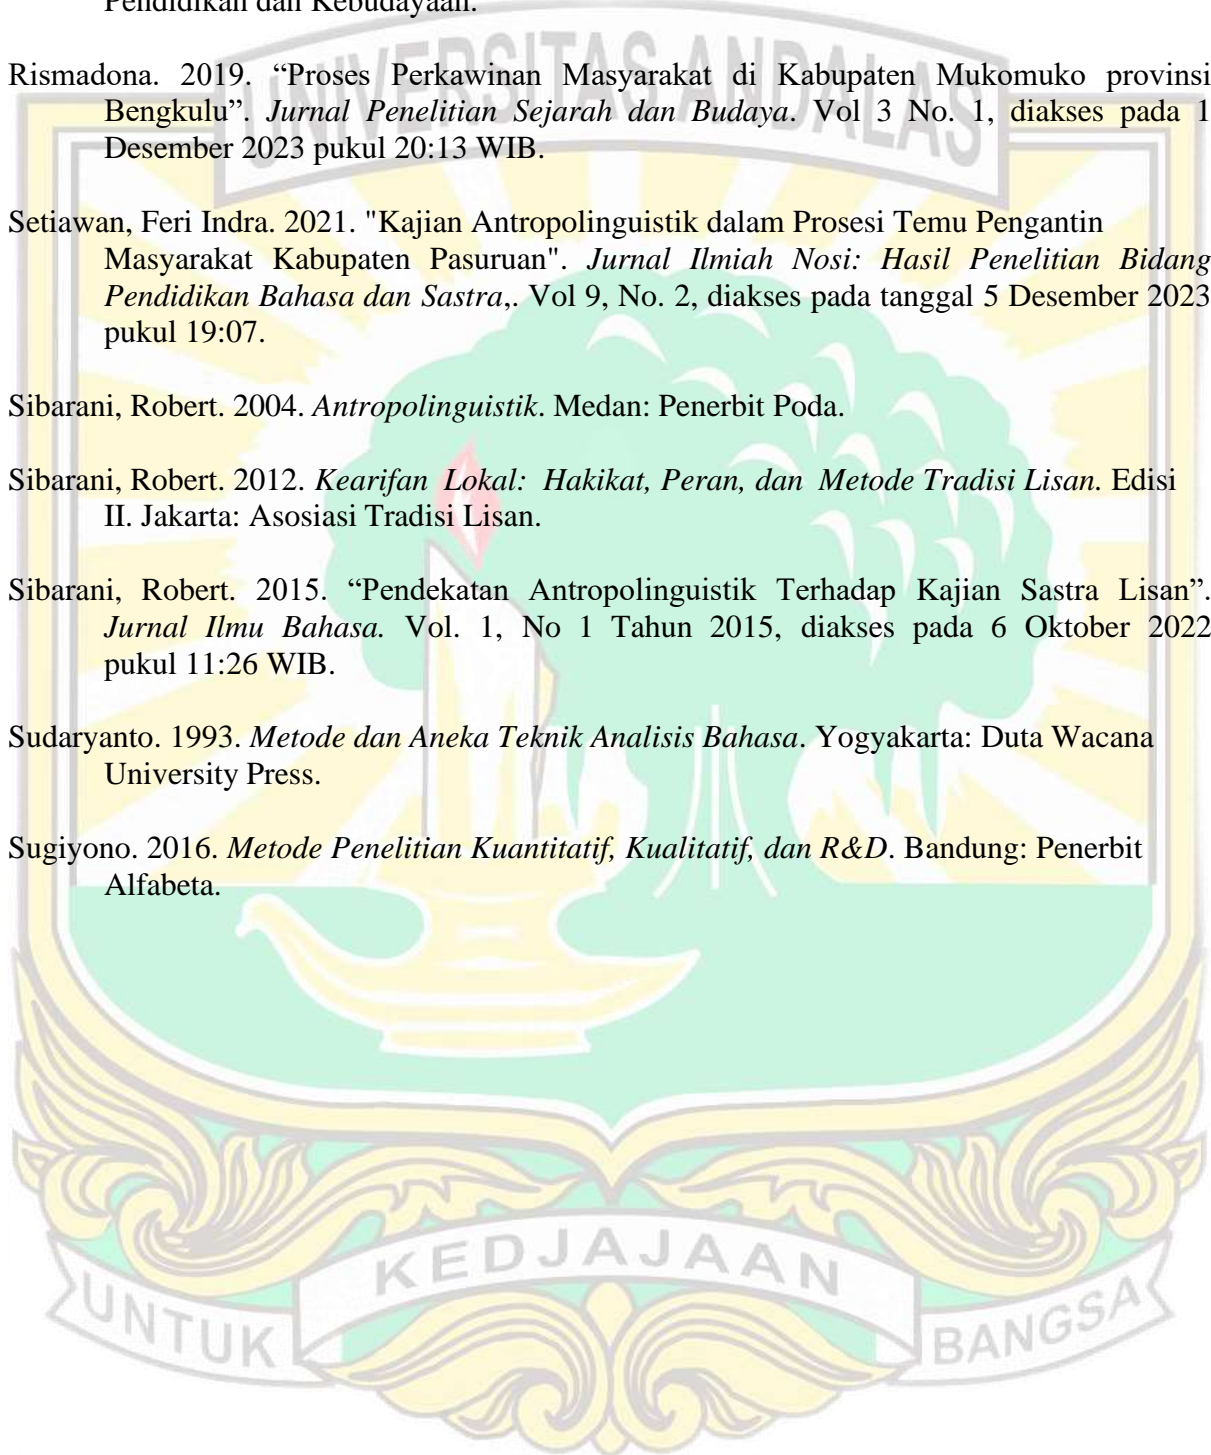 Pendidikan dan Kebudayaan.
UNIVERSITAS ANDALAS
Rismadona. 2019. “Proses Perkawinan Masyarakat di Kabupaten Mukomuko provinsi
Bengkulu”. Jurnal Penelitian Sejarah dan Budaya. Vol 3 No. 1, diakses pada 1
Desember 2023 pukul 20:13 WIB.
Setiawan, Feri Indra. 2021. "Kajian Antropolinguistik dalam Prosesi Temu Pengantin
Masyarakat Kabupaten Pasuruan". Jurnal Ilmiah Nosi: Hasil Penelitian Bidang
Pendidikan Bahasa dan Sastra,. Vol 9, No. 2, diakses pada tanggal 5 Desember 2023
pukul 19:07.
Sibarani, Robert. 2004. Antropolinguistik. Medan: Penerbit Poda.
Sibarani, Robert. 2012. Kearifan Lokal: Hakikat, Peran, dan Metode Tradisi Lisan. Edisi
II. Jakarta: Asosiasi Tradisi Lisan.
Sibarani, Robert. 2015. “Pendekatan Antropolinguistik Terhadap Kajian Sastra Lisan”.
Jurnal Ilmu Bahasa. Vol. 1, No 1 Tahun 2015, diakses pada 6 Oktober 2022
pukul 11:26 WIB.
Sudaryanto. 1993. Metode dan Aneka Teknik Analisis Bahasa. Yogyakarta: Duta Wacana
University Press.
Sugiyono. 2016. Metode Penelitian Kuantitatif, Kualitatif, dan R&D. Bandung: Penerbit
Alfabeta.
UNTUK KEDJAJAAN BANGSA